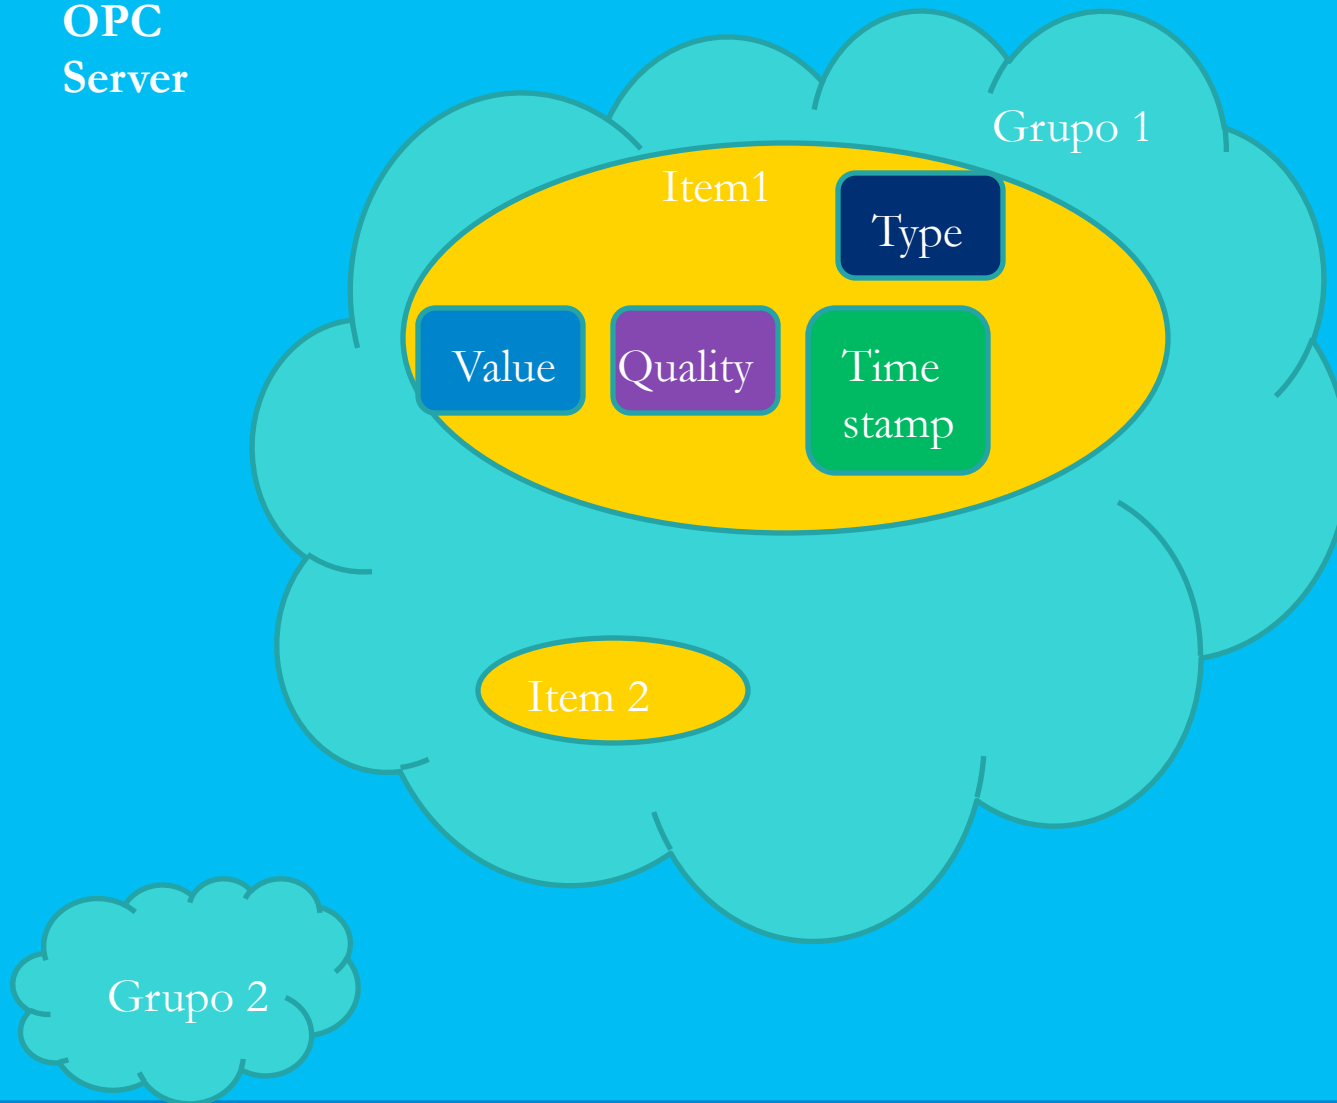 OPC
Server
Grupo 1
Item1
Type
Value
Quality
Time
stamp
Item 2
Grupo 2